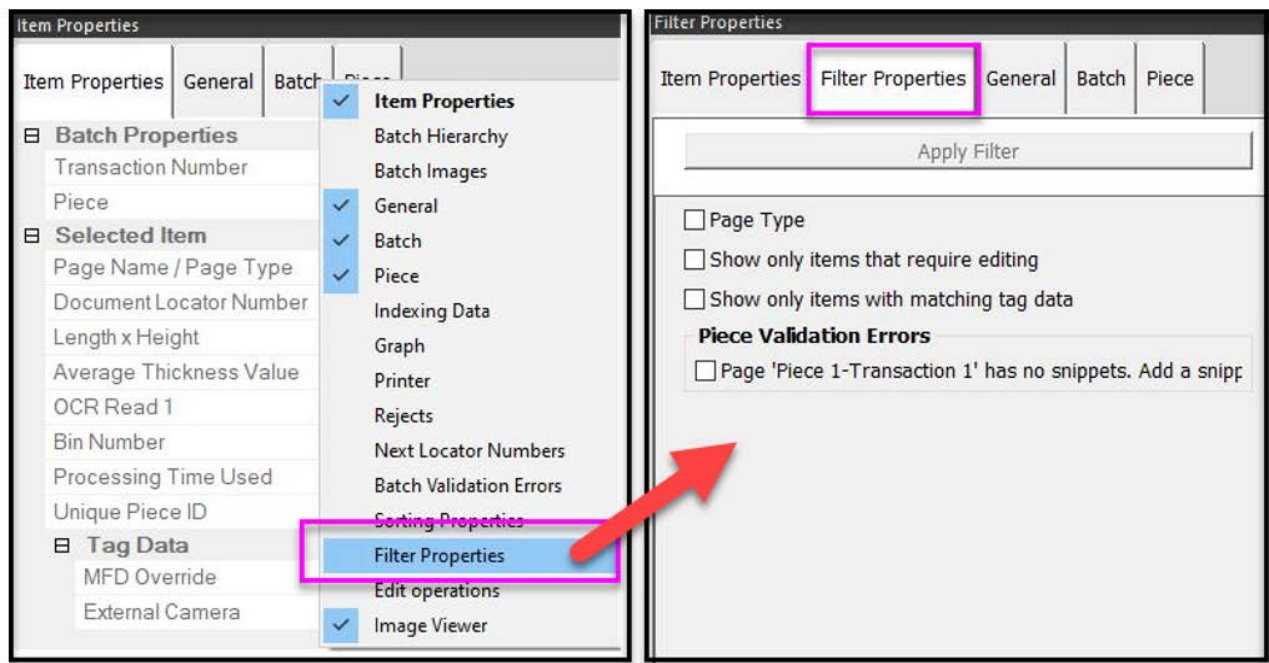 Item Properties
Item Properties General Batch Piece
Batch Properties
Transaction Number
Piece
Selected Item
Page Name / Page Type
Document Locator Number
Length x Height
Average Thickness Value
OCR Read 1
Bin Number
Processing Time Used
Unique Piece ID
Tag Data
MFD Override
External Camera
Item Properties
Batch Hierarchy
Batch Images
General
Batch
Piece
Indexing Data
Graph
Printer
Rejects
Next Locator Numbers
Batch Validation Errors
Sorting Properties
Filter Properties
Edit operations
Image Viewer
Filter Properties
Item Properties Filter Properties General Batch Piece
Apply Filter
Page Type
Show only items that require editing
Show only items with matching tag data
Piece Validation Errors
Page 'Piece 1-Transaction 1' has no snippets. Add a snipp